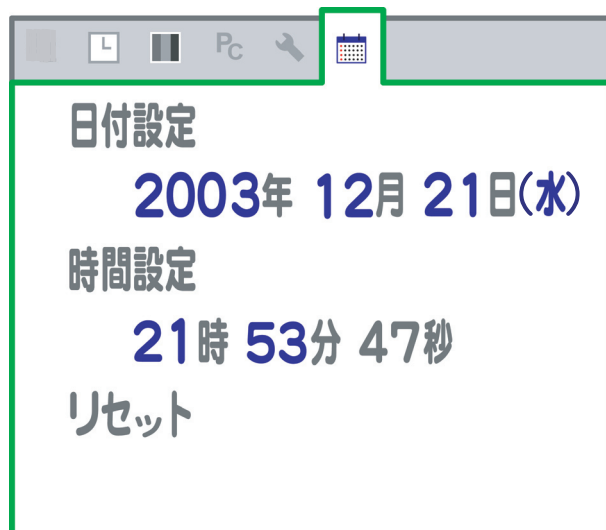 PC
日付設定
2003年 12月 21日(水)
時間設定
21時 53分 47秒
リセット